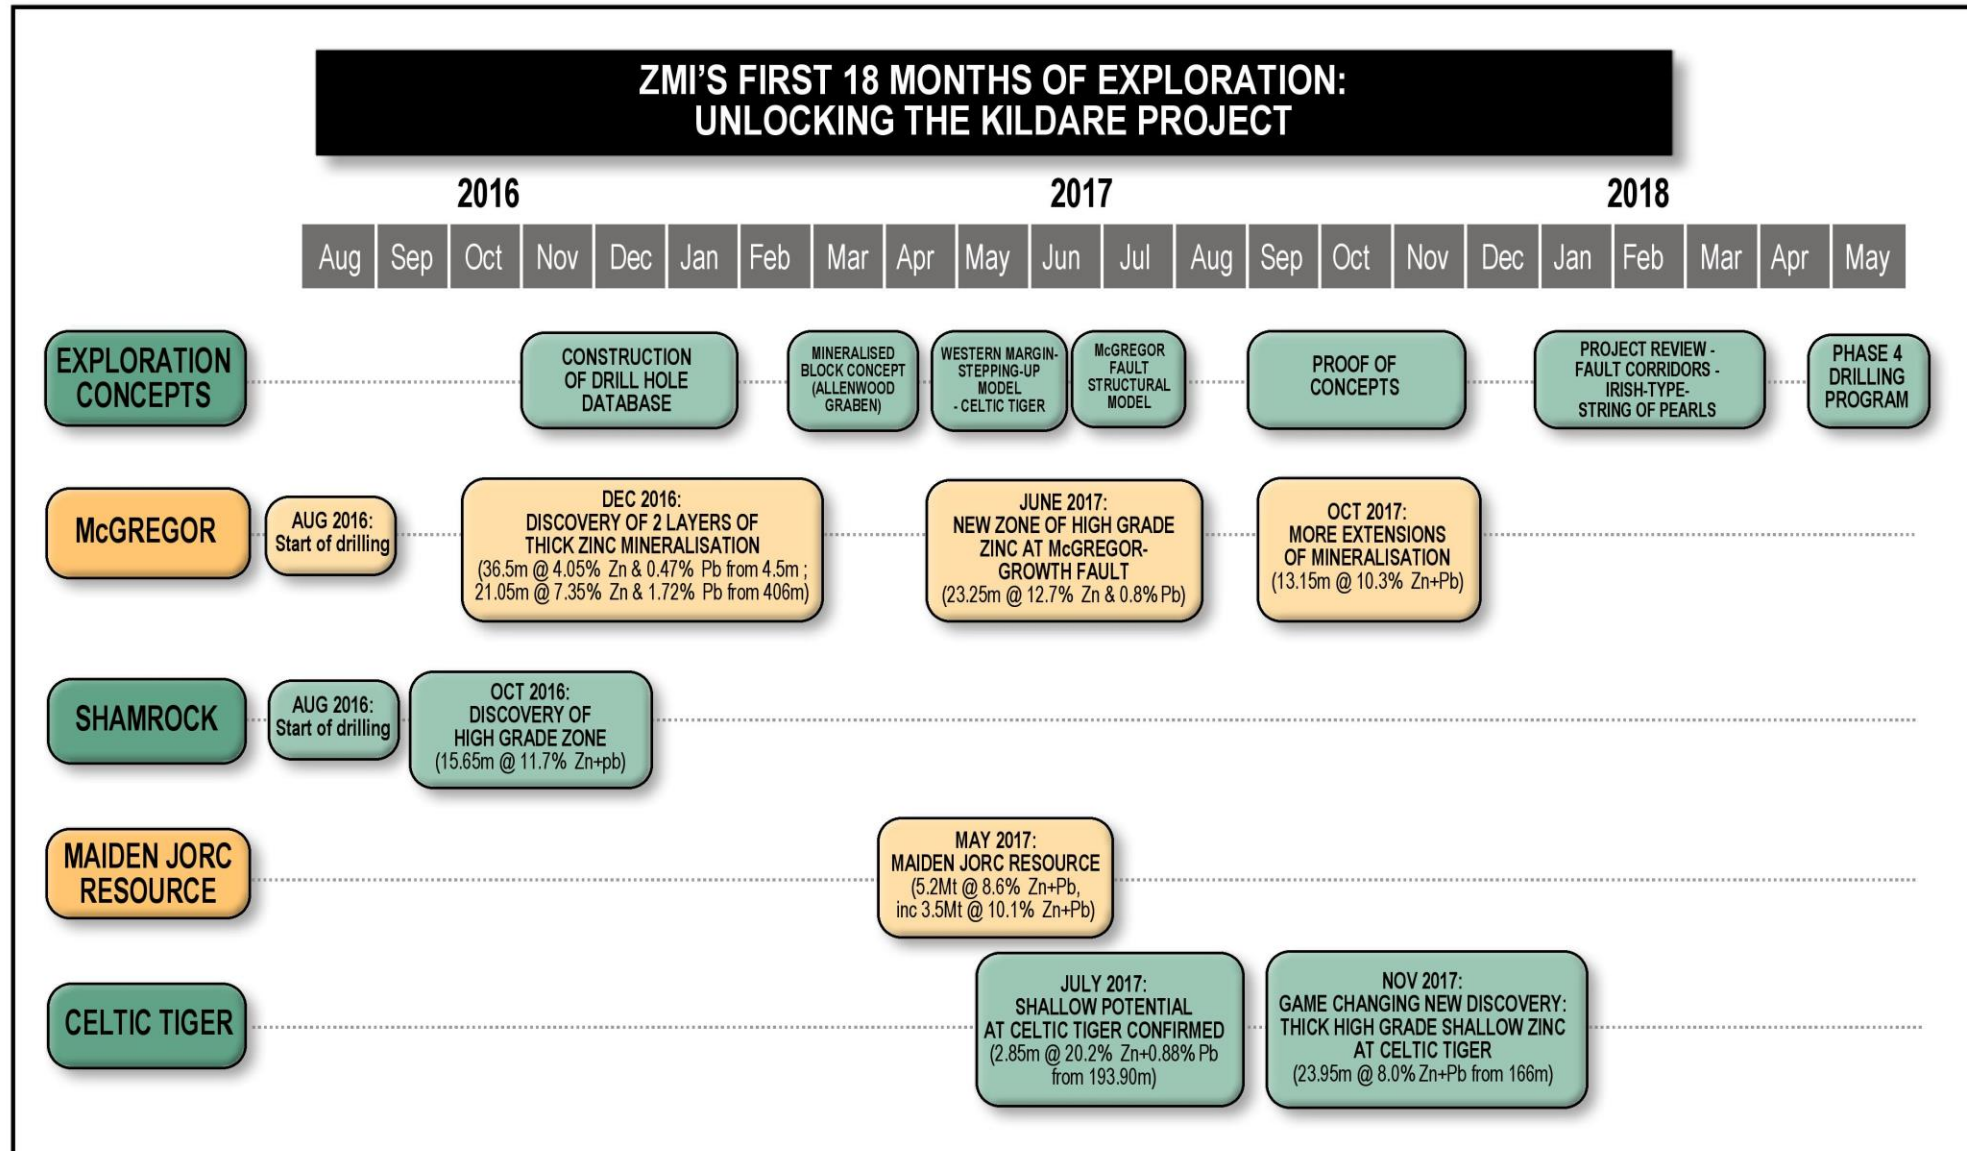 ZMI'S FIRST 18 MONTHS OF EXPLORATION:
UNLOCKING THE KILDARE PROJECT
2016 2017 2018
Aug Sep Oct Nov Dec Jan Feb Mar Apr May Jun Jul Aug Sep Oct Nov Dec Jan Feb Mar Apr May
EXPLORATION
CONCEPTS
CONSTRUCTION
OF DRILL HOLE
DATABASE
MINERALISED
BLOCK CONCEPT
(ALLENWOOD
GRABEN)
WESTERN MARGIN-
STEPPING-UP
MODEL
- CELTIC TIGER
McGREGOR
FAULT
STRUCTURAL
MODEL
PROOF OF
CONCEPTS
PROJECT REVIEW -
FAULT CORRIDORS -
IRISH-TYPE-
STRING OF PEARLS
PHASE 4
DRILLING
PROGRAM
McGREGOR
AUG 2016:
Start of drilling
DEC 2016:
DISCOVERY OF 2 LAYERS OF
THICK ZINC MINERALISATION
(36.5m @ 4.05% Zn & 0.47% Pb from 4.5m ;
21.05m @ 7.35% Zn & 1.72% Pb from 406m)
JUNE 2017:
NEW ZONE OF HIGH GRADE
ZINC AT McGREGOR-
GROWTH FAULT
(23.25m @ 12.7% Zn & 0.8% Pb)
OCT 2017:
MORE EXTENSIONS
OF MINERALISATION
(13.15m @ 10.3% Zn+Pb)
SHAMROCK
AUG 2016:
Start of drilling
OCT 2016:
DISCOVERY OF
HIGH GRADE ZONE
(15.65m @ 11.7% Zn+pb)
MAIDEN JORC
RESOURCE
MAY 2017:
MAIDEN JORC RESOURCE
(5.2Mt @ 8.6% Zn+Pb,
inc 3.5Mt @ 10.1% Zn+Pb)
CELTIC TIGER
JULY 2017:
SHALLOW POTENTIAL
AT CELTIC TIGER CONFIRMED
(2.85m @ 20.2% Zn+0.88% Pb
from 193.90m)
NOV 2017:
GAME CHANGING NEW DISCOVERY:
THICK HIGH GRADE SHALLOW ZINC
AT CELTIC TIGER
(23.95m @ 8.0% Zn+Pb from 166m)